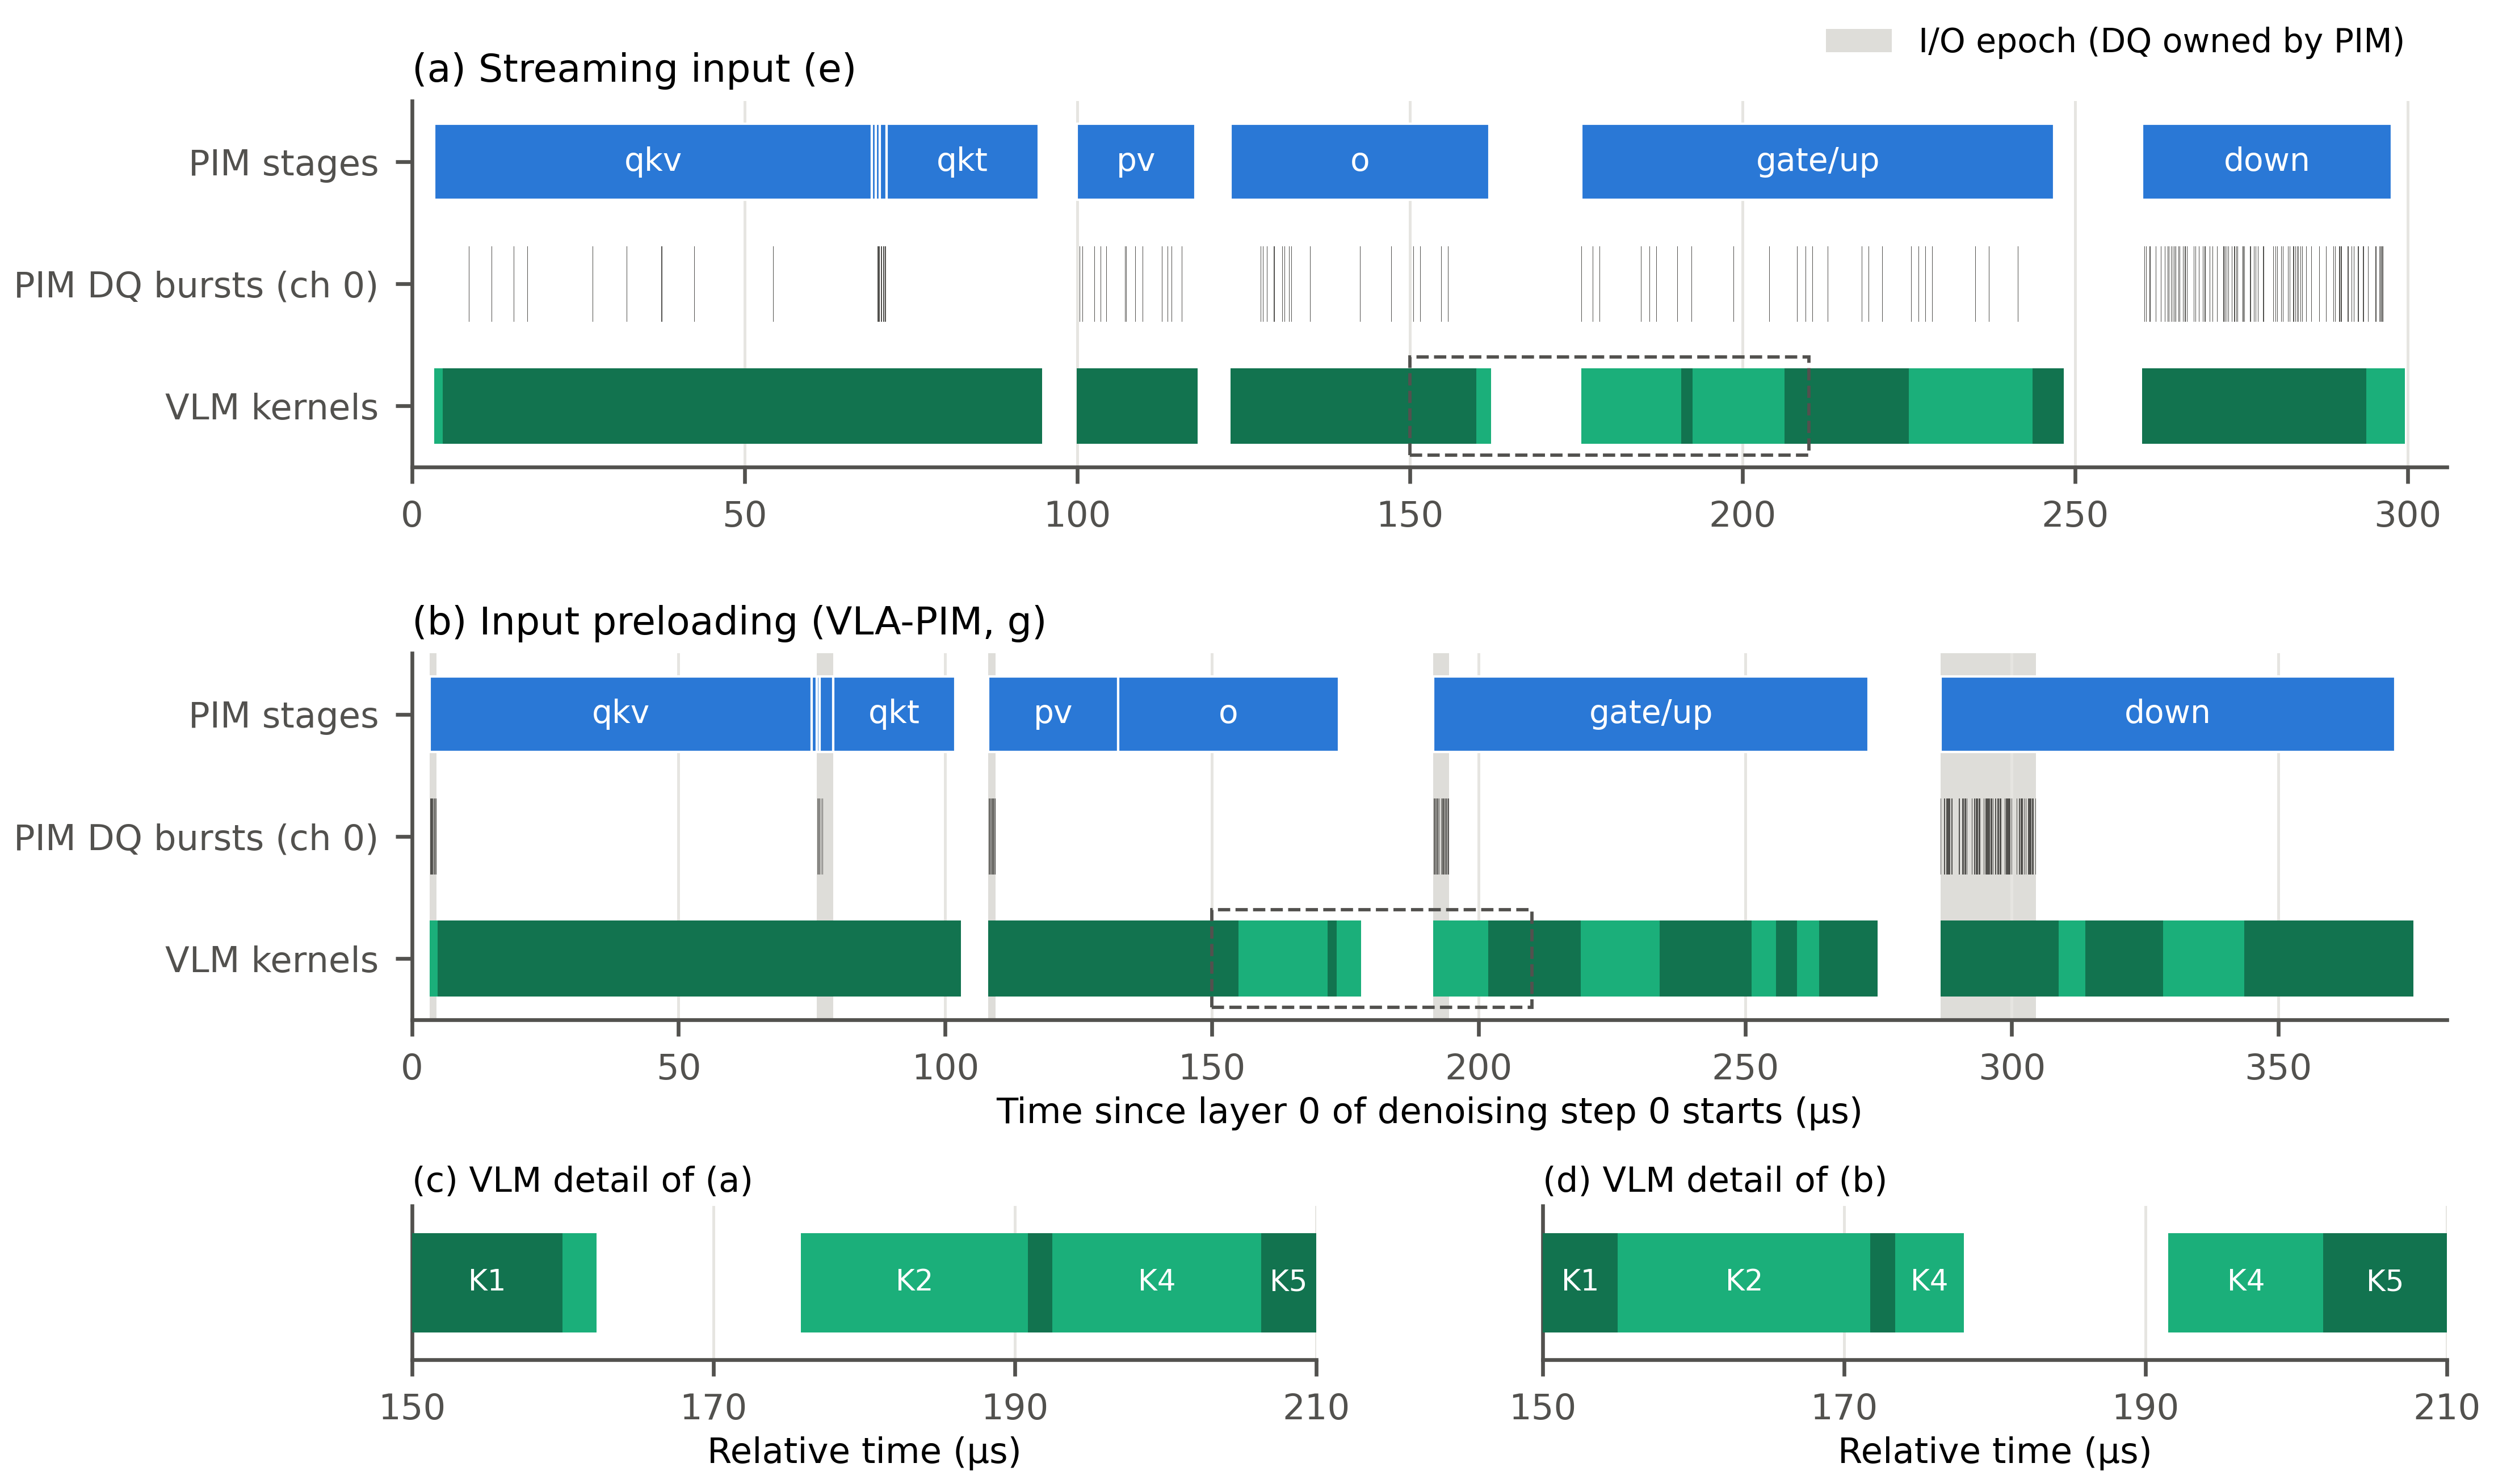 I/O epoch (DQ owned by PIM)
(a) Streaming input (e)
PIM stages
qkv qkt pv o gate/up down
PIM DQ bursts (ch 0)
VLM kernels
0 50 100 150 200 250 300
(b) Input preloading (VLA-PIM, g)
PIM stages
qkv qkt pv o gate/up down
PIM DQ bursts (ch 0)
VLM kernels
0 50 100 150 200 250 300 350
Time since layer 0 of denoising step 0 starts (μs)
(c) VLM detail of (a)
K1 K2 K4 K5
150 170 190 210
Relative time (μs)
(d) VLM detail of (b)
K1 K2 K4 K4 K5
150 170 190 210
Relative time (μs)